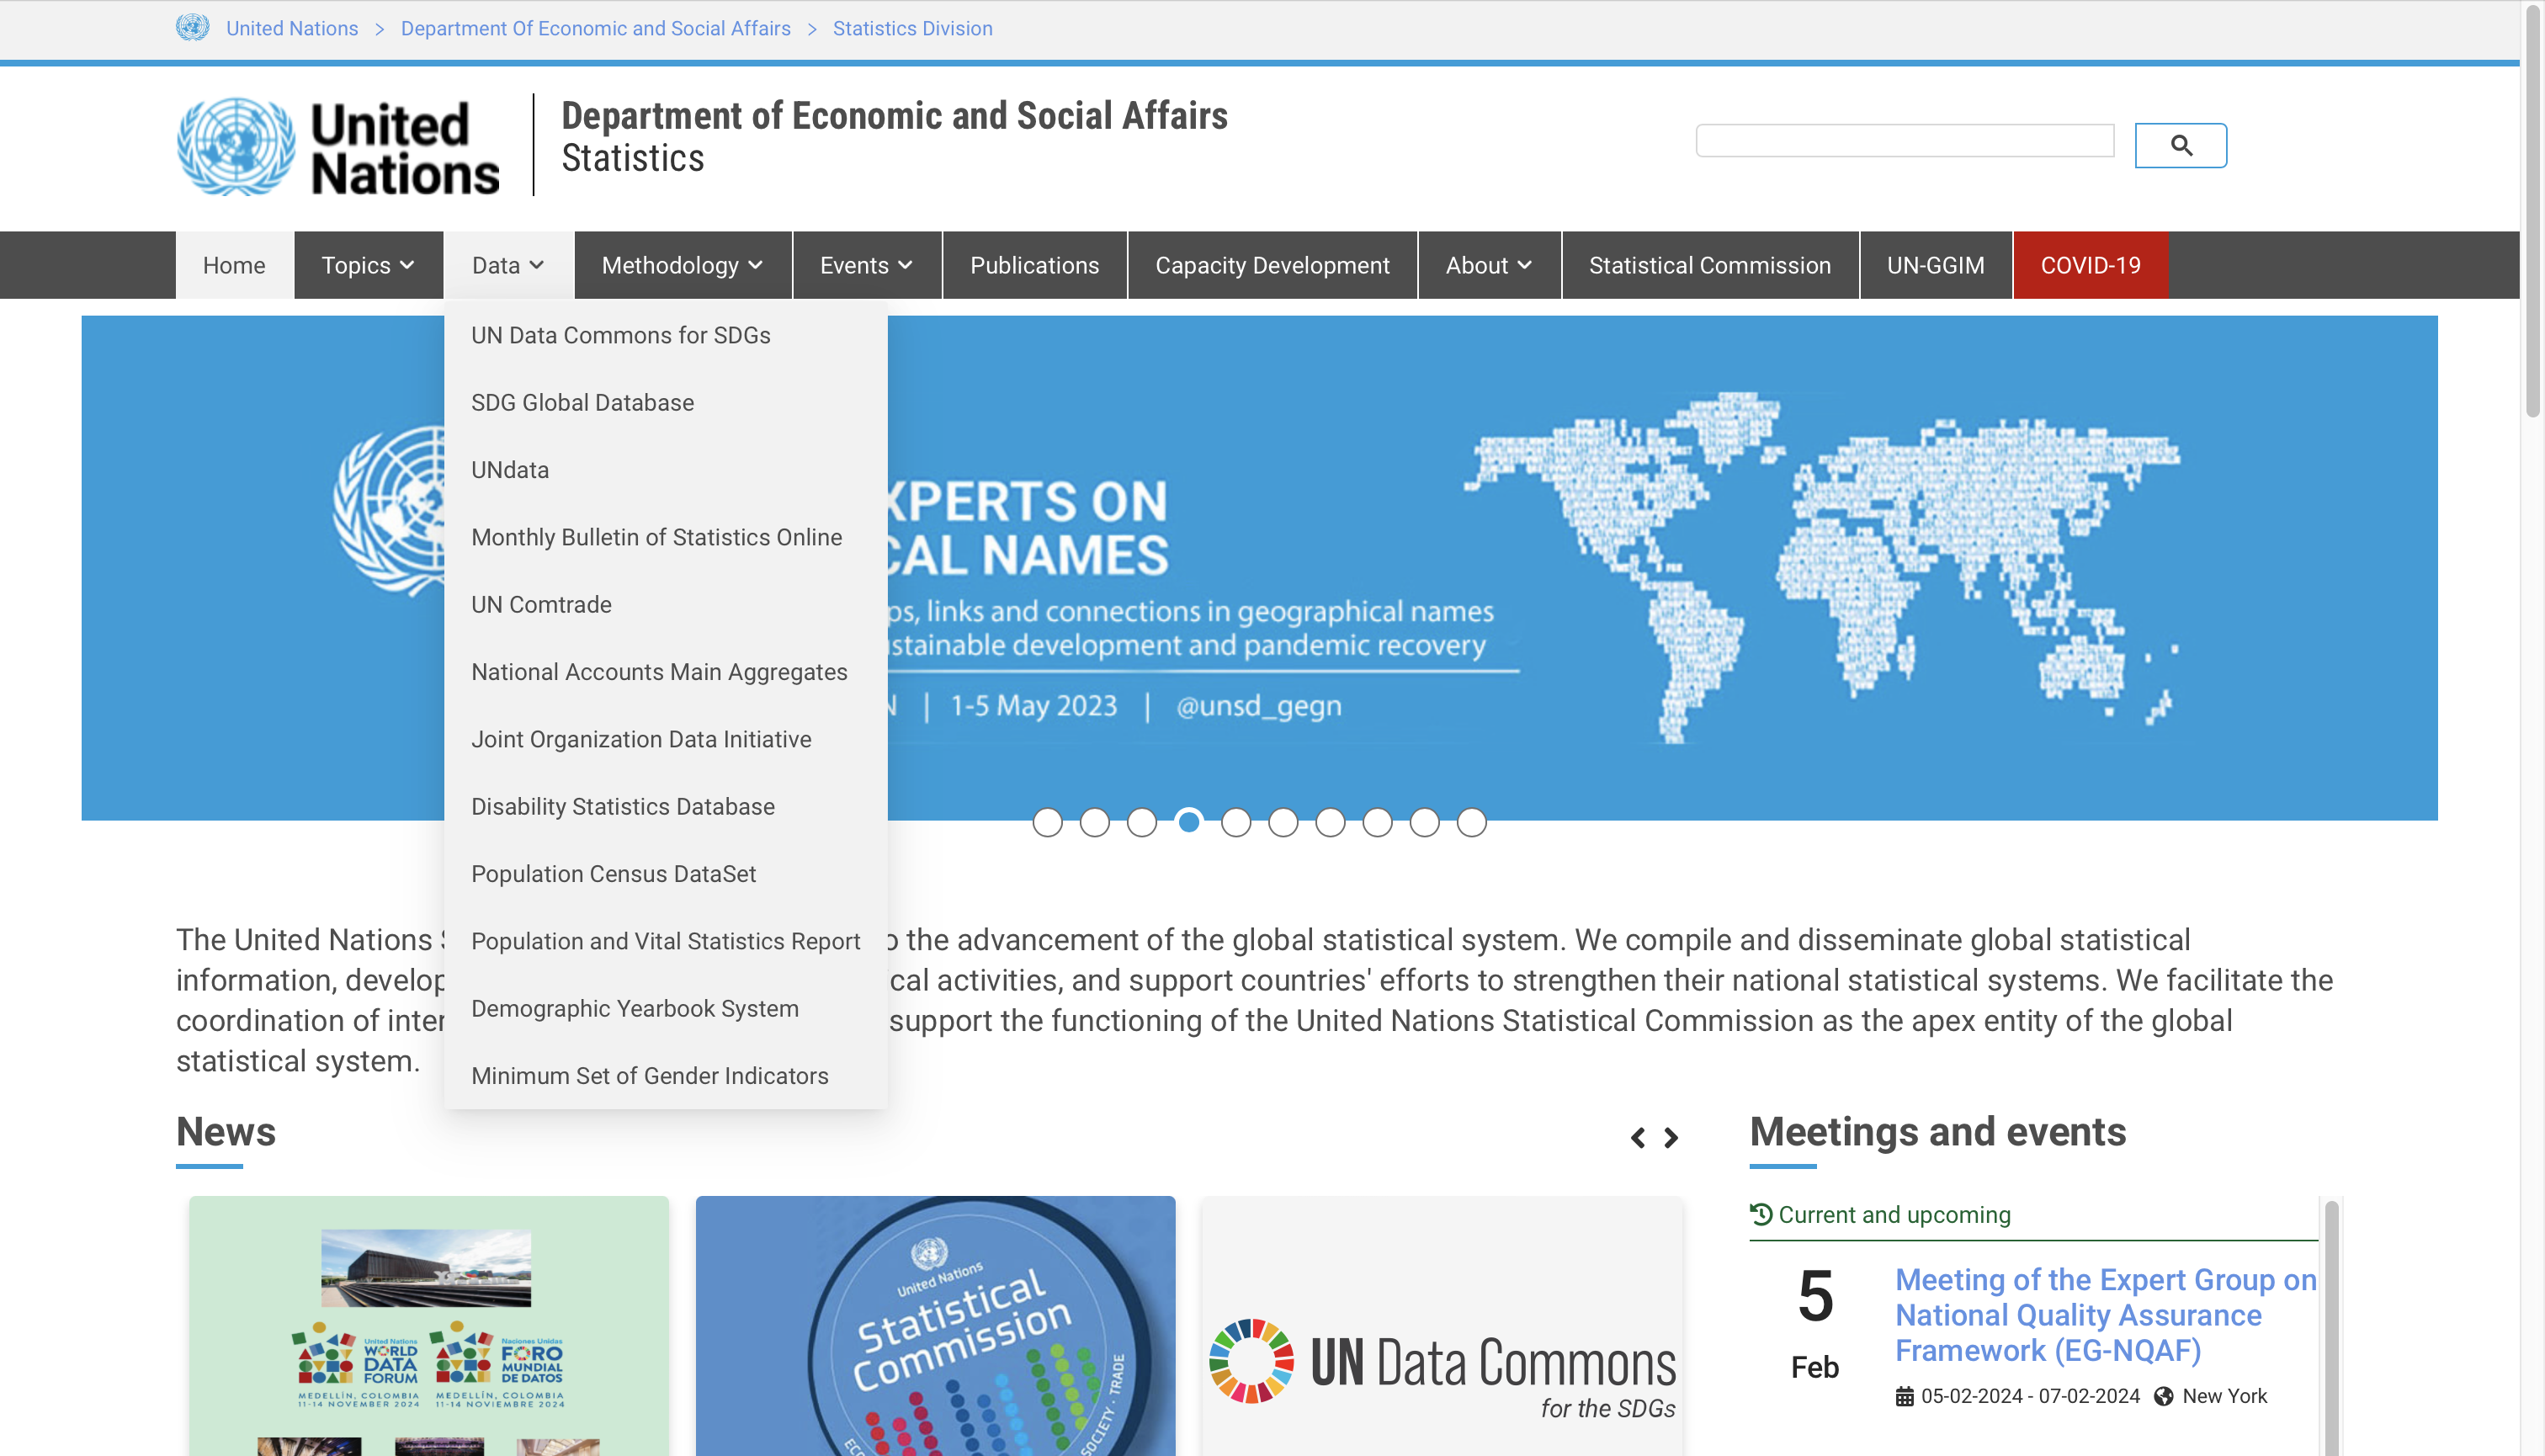 United Nations > Department Of Economic and Social Affairs > Statistics Division
United
Nations
Department of Economic and Social Affairs
Statistics
Home Topics Data Methodology Events Publications Capacity Development About Statistical Commission UN-GGIM COVID-19
UN Data Commons for SDGs
SDG Global Database
UNdata
Monthly Bulletin of Statistics Online
UN Comtrade
National Accounts Main Aggregates
Joint Organization Data Initiative
Disability Statistics Database
Population Census DataSet
Population and Vital Statistics Report
Demographic Yearbook System
Minimum Set of Gender Indicators
XPERTS ON
CAL NAMES
ps, links and connections in geographical names
stainable development and pandemic recovery
N | 1-5 May 2023 | @unsd_gegn
The United Nations S
o the advancement of the global statistical system. We compile and disseminate global statistical
information, develop
cal activities, and support countries' efforts to strengthen their national statistical systems. We facilitate the
coordination of inter
support the functioning of the United Nations Statistical Commission as the apex entity of the global
statistical system.
News
United Nations
WORLD
DATA
FORUM
MEDELLÍN, COLOMBIA
11-14 NOVEMBER 2024
Naciones Unidas
FORO
MUNDIAL
DE DATOS
MEDELLÍN, COLOMBIA
11-14 NOVIEMBRE 2024
United Nations
Statistical
Commission
SOCIETY · TRADE
UN Data Commons
for the SDGs
Meetings and events
Current and upcoming
5
Feb
Meeting of the Expert Group on
National Quality Assurance
Framework (EG-NQAF)
05-02-2024 - 07-02-2024 New York